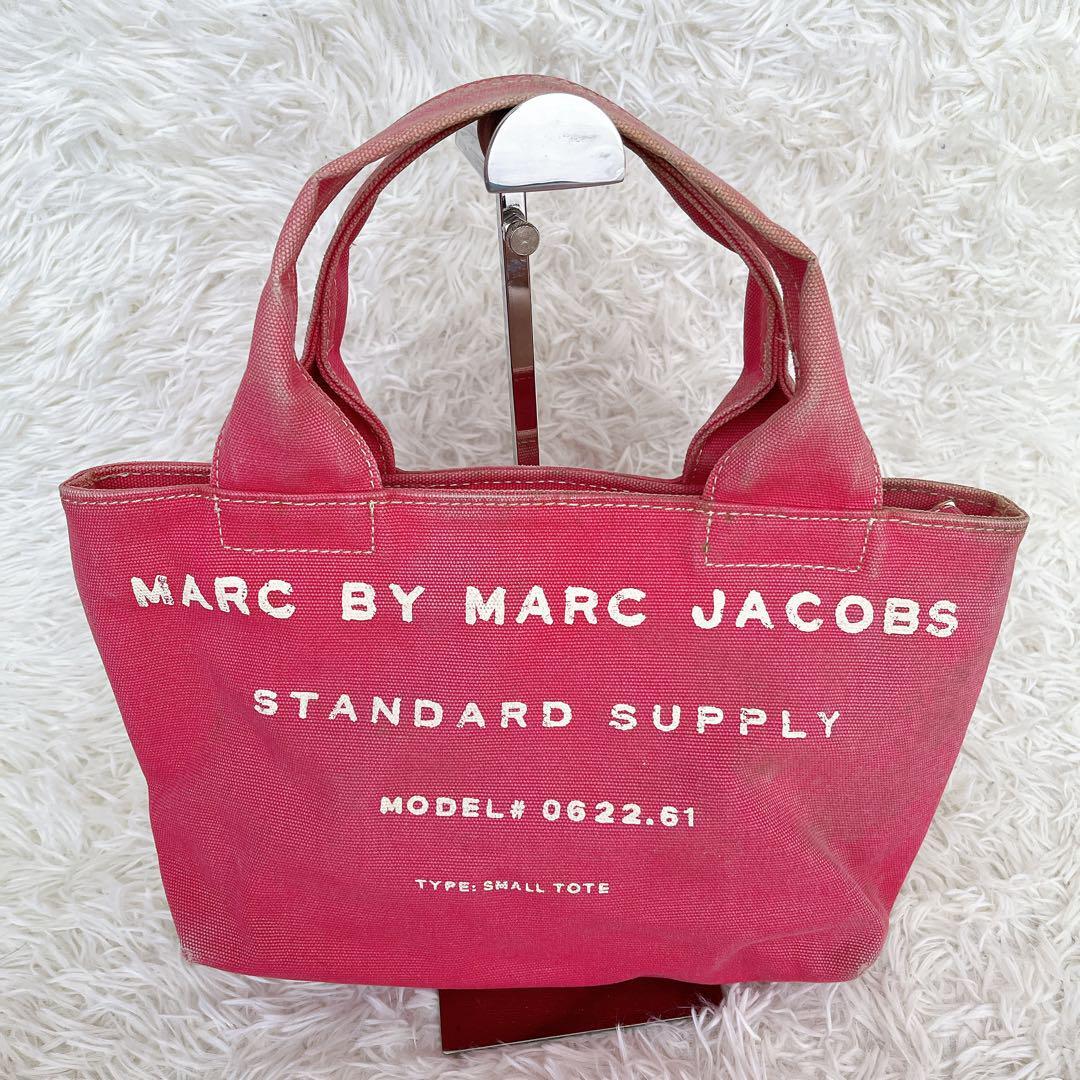 MARC BY MARC JACOBS
STANDARD SUPPLY
MODEL# 0622.61
TYPE: SMALL TOTE